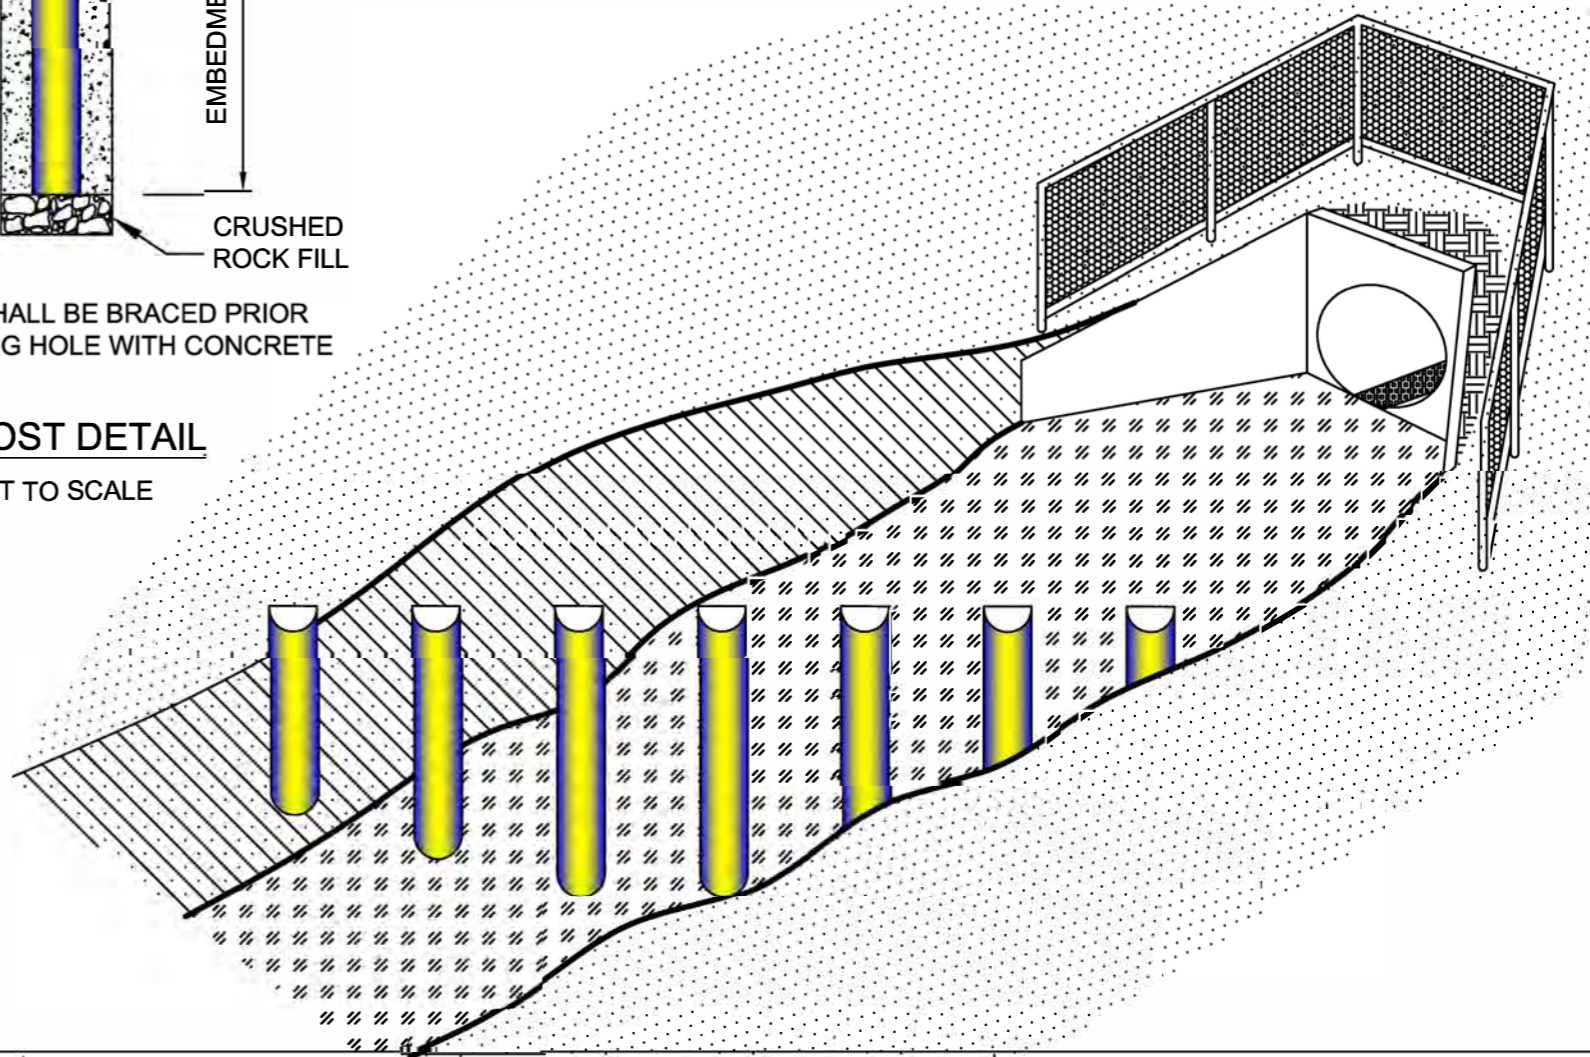 EMBEDME
CRUSHED
ROCK FILL
HALL BE BRACED PRIOR
G HOLE WITH CONCRETE
OST DETAIL
T TO SCALE